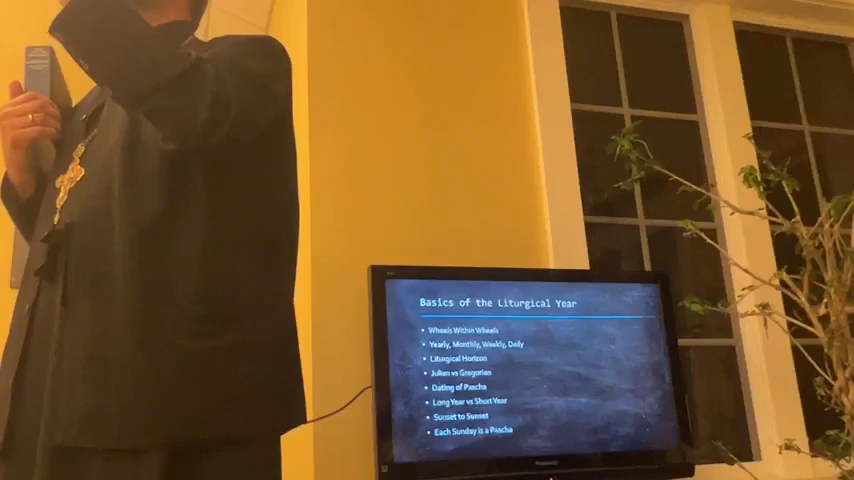 Basics of the Liturgical Year
• Wheels Within Wheels
• Yearly, Monthly, Weekly, Daily
• Liturgical Horizon
• Julian vs Gregorian
• Dating of Pascha
• Long Year vs Short Year
• Sunset to Sunset
• Each Sunday is a Pascha
Panasonic